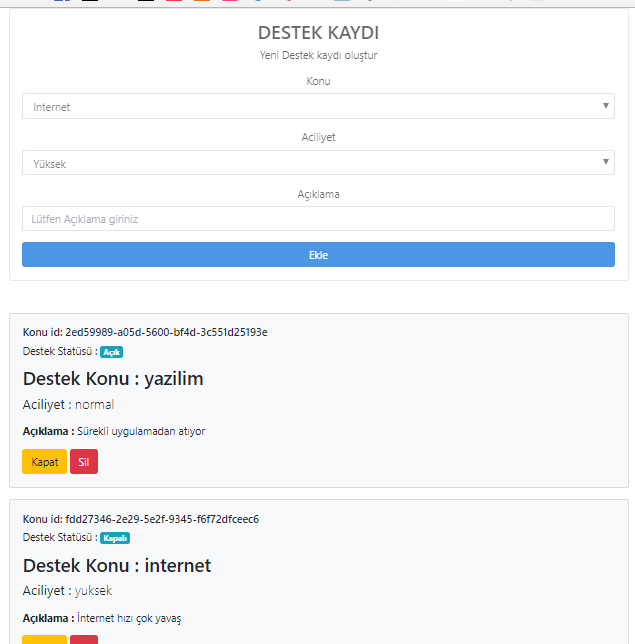 DESTEK KAYDI
Yeni Destek kaydı oluştur
Konu
Internet
Aciliyet
Yüksek
Açıklama
Lütfen Açıklama giriniz
Ekle
Konu id: 2ed59989-a05d-5600-bf4d-3c551d25193e
Destek Statüsü : Açık
Destek Konu : yazilim
Aciliyet : normal
Açıklama : Sürekli uygulamadan atıyor
Kapat Sil
Konu id: fdd27346-2e29-5e2f-9345-f6f72dfceec6
Destek Statüsü : Kapalı
Destek Konu : internet
Aciliyet : yuksek
Açıklama : İnternet hızı çok yavaş